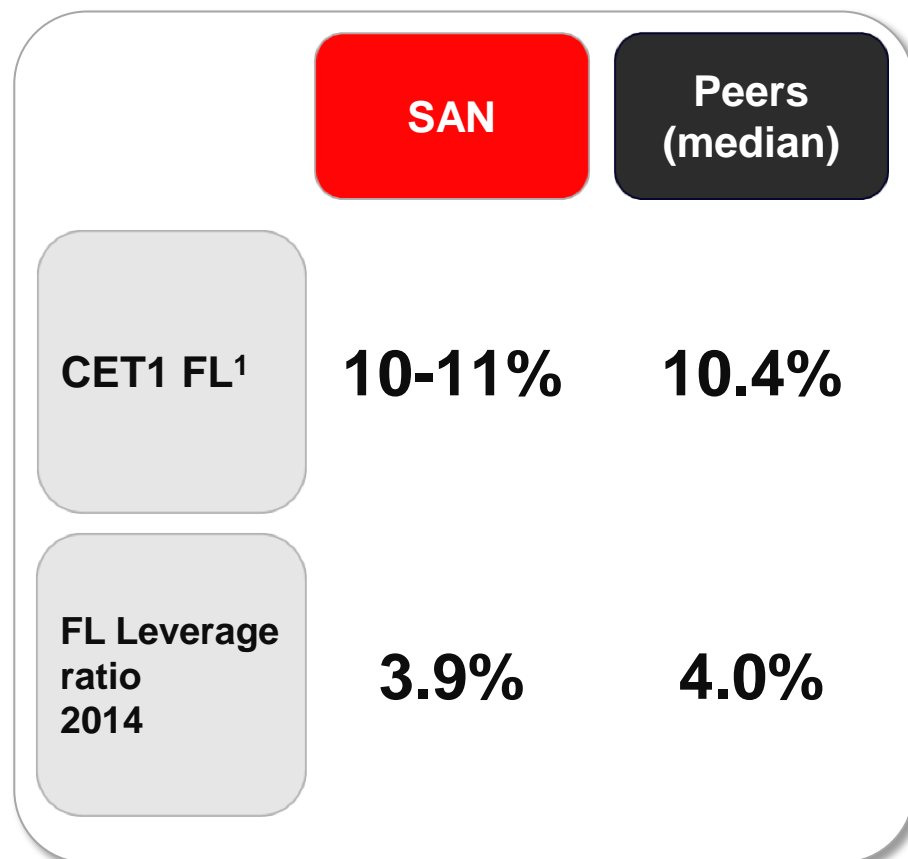 SAN
Peers
(median)
CET1 FL¹
10-11%
10.4%
FL Leverage
ratio
2014
3.9%
4.0%